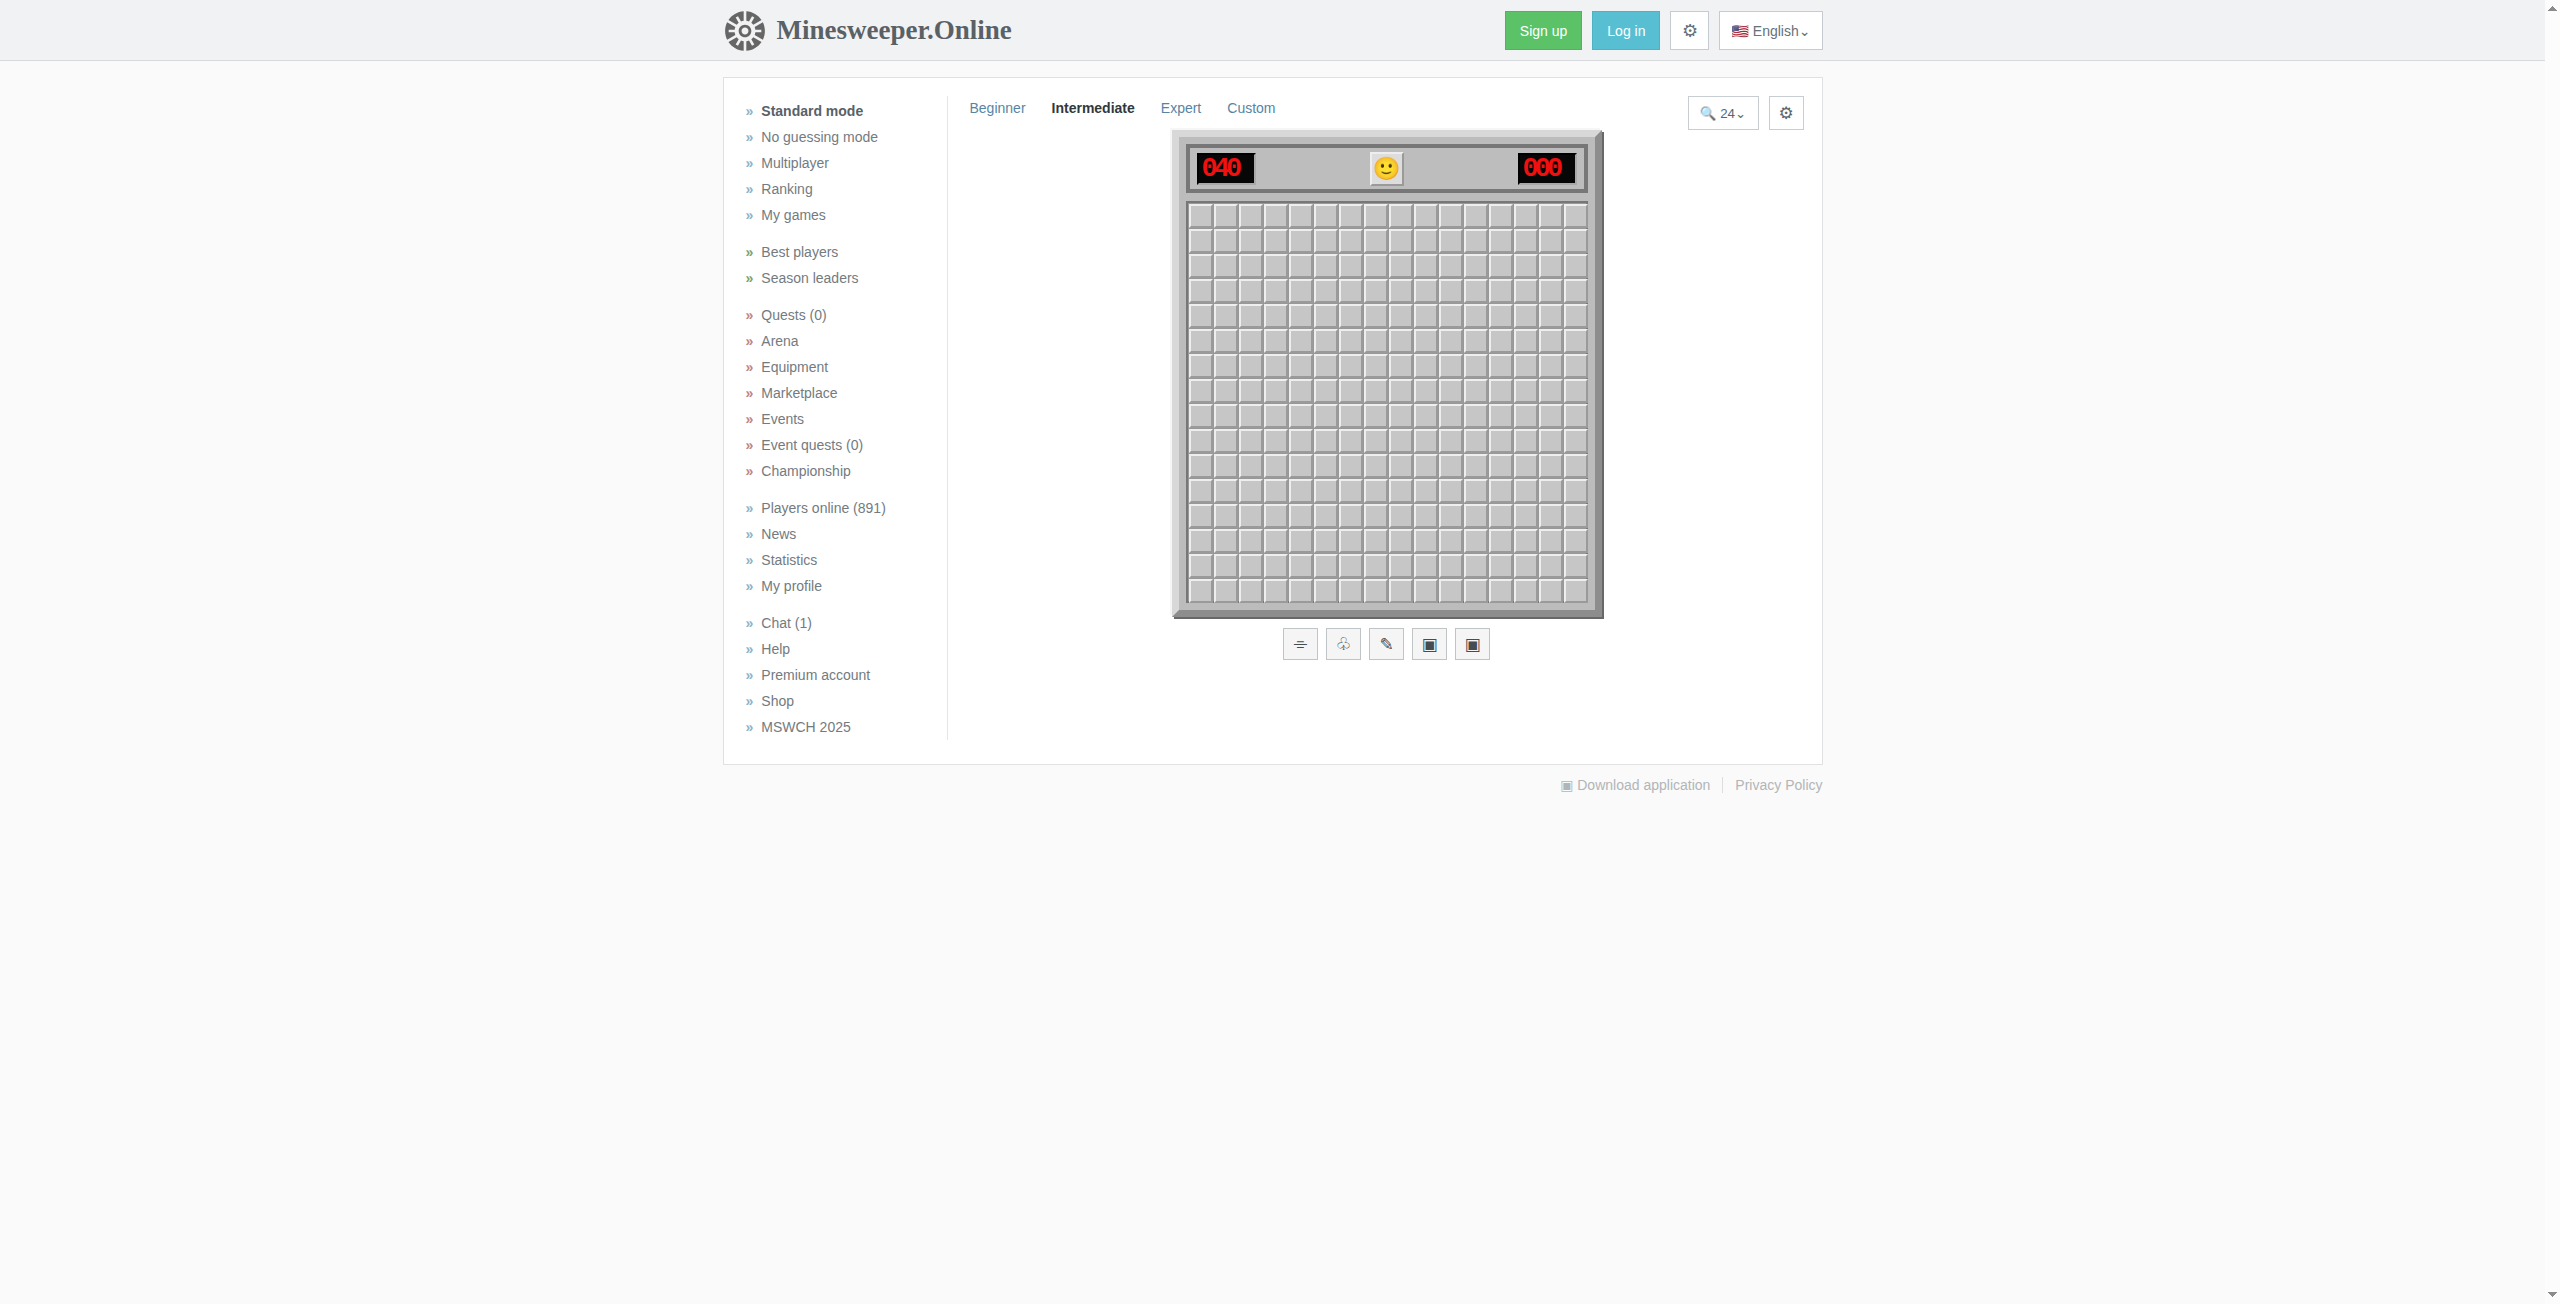 Minesweeper.Online
Sign up
Log in
English
Standard mode
No guessing mode
Multiplayer
Ranking
My games
Best players
Season leaders
Quests (0)
Arena
Equipment
Marketplace
Events
Event quests (0)
Championship
Players online (891)
News
Statistics
My profile
Chat (1)
Help
Premium account
Shop
MSWCH 2025
Beginner Intermediate Expert Custom
24
040
000
Download application
Privacy Policy